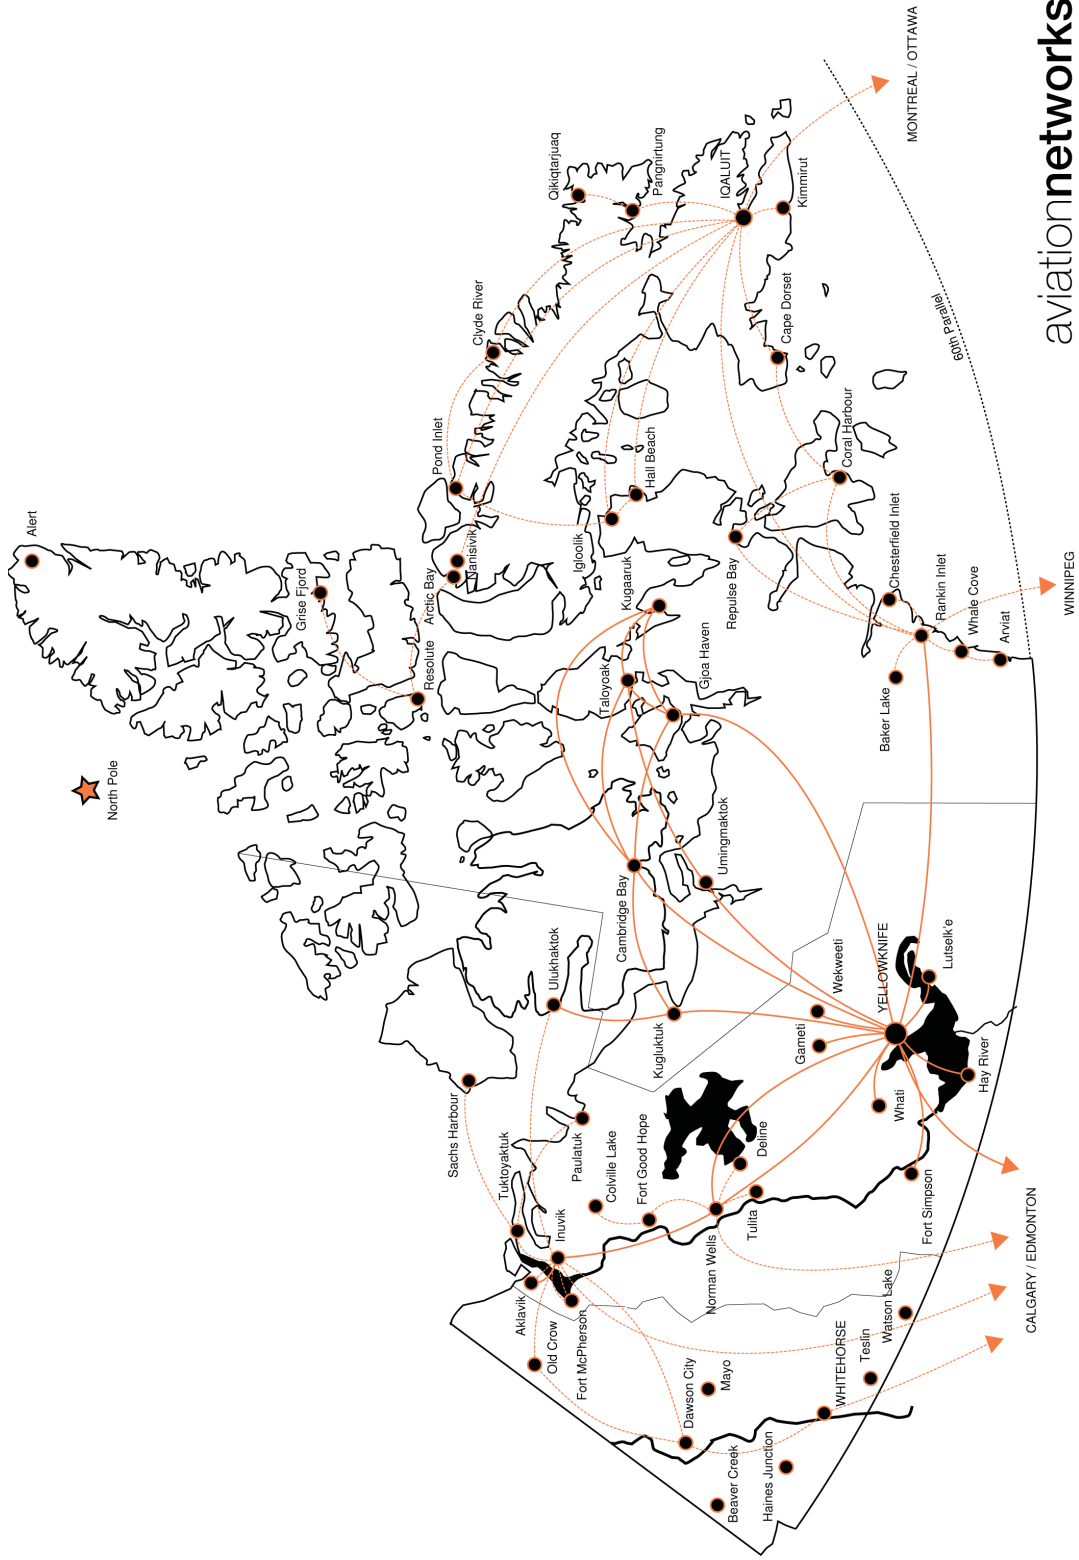 Alert
North Pole
Grise Fjord
Resolute
Arctic Bay
Nanisivik
Pond Inlet
Clyde River
Qikiqtarjuaq
Pangnirtung
IQALUIT
Kimmirut
Cape Dorset
Coral Harbour
Hall Beach
Igloolik
Kugaaruk
Taloyoak
Gjoa Haven
Repulse Bay
Chesterfield Inlet
Rankin Inlet
Whale Cove
Arviat
Baker Lake
Umingmaktok
Cambridge Bay
Ulukhaktok
Kugluktuk
Sachs Harbour
Paulatuk
Tuktoyaktuk
Inuvik
Aklavik
Fort McPherson
Old Crow
Colville Lake
Fort Good Hope
Norman Wells
Tulita
Deline
Wekweeti
Gameti
Whati
YELLOWKNIFE
Lutselk'e
Hay River
Fort Simpson
Dawson City
Mayo
Beaver Creek
Haines Junction
WHITEHORSE
Teslin
Watson Lake
60th Parallel
MONTREAL / OTTAWA
WINNIPEG
CALGARY / EDMONTON
aviationnetworks